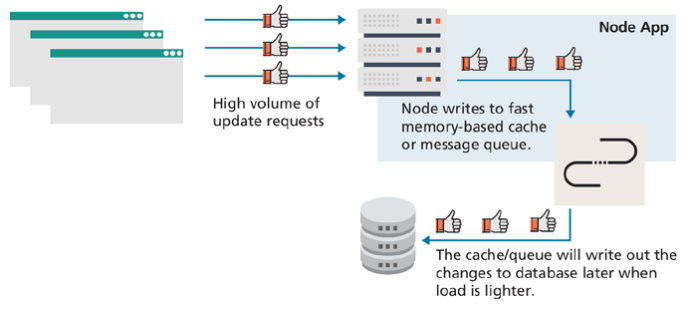 Node App
High volume of
update requests
Node writes to fast
memory-based cache
or message queue.
The cache/queue will write out the
changes to database later when
load is lighter.